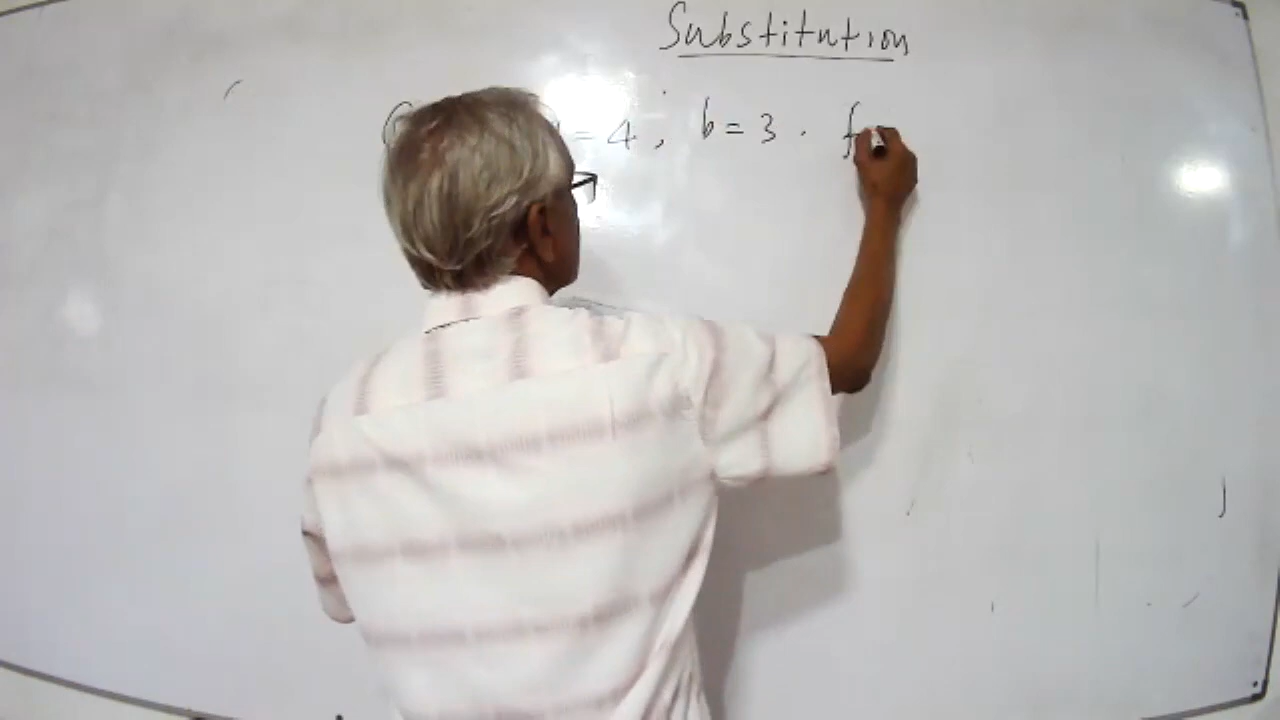 Substitution
= 4 ; b = 3 . f